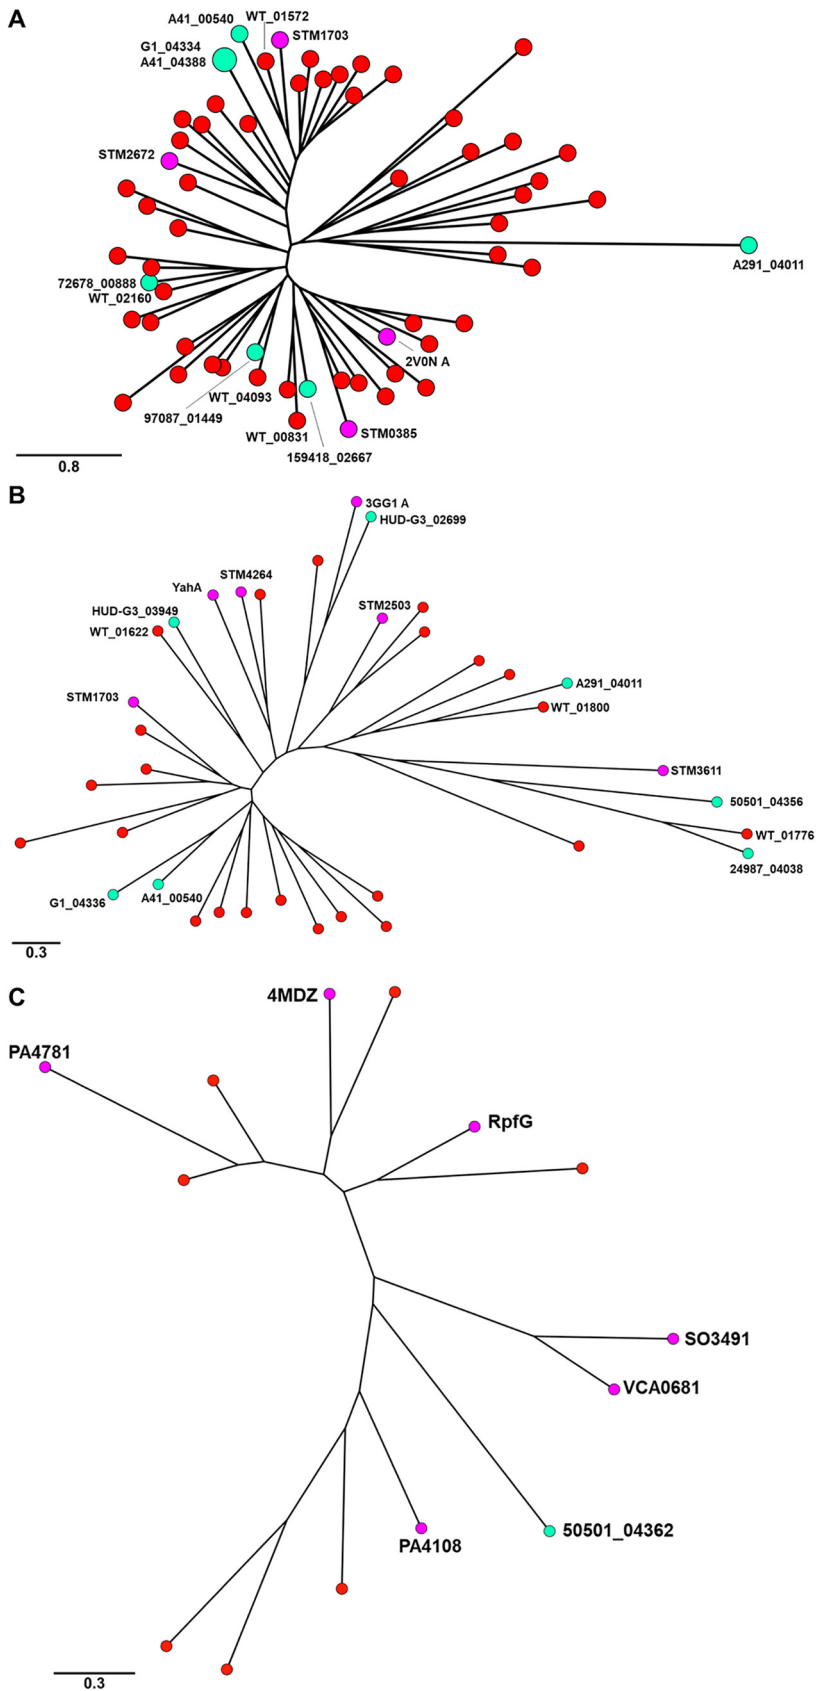 A
A41_00540
WT_01572
STM1703
G1_04334
A41_04388
STM2672
A291_04011
72678_00888
WT_02160
2V0N A
WT_04093
97087_01449
WT_00831
STM0385
159418_02667
0.8
B
3GG1 A
HUD-G3_02699
STM4264
YahA
STM2503
HUD-G3_03949
WT_01622
A291_04011
STM1703
WT_01800
STM3611
50501_04356
WT_01776
24987_04038
A41_00540
G1_04336
0.3
C
4MDZ
PA4781
RpfG
SO3491
VCA0681
50501_04362
PA4108
0.3